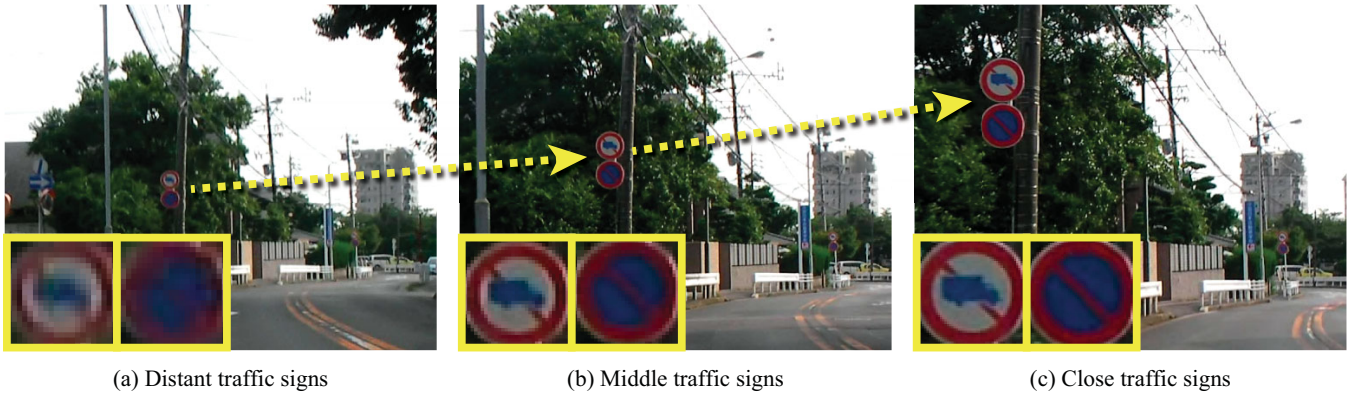 (a) Distant traffic signs
(b) Middle traffic signs
(c) Close traffic signs